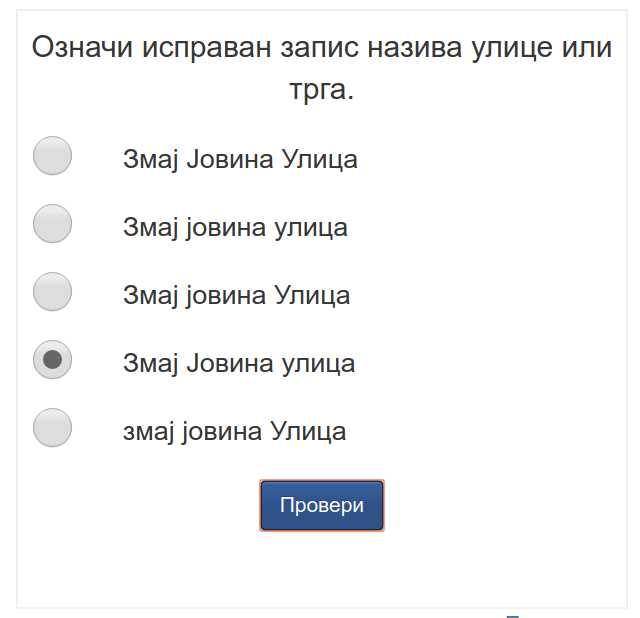 Означи исправан запис назива улице или
трга.
Змај Јовина Улица
Змај јовина улица
Змај јовина Улица
Змај Јовина улица
змај јовина Улица
Провери